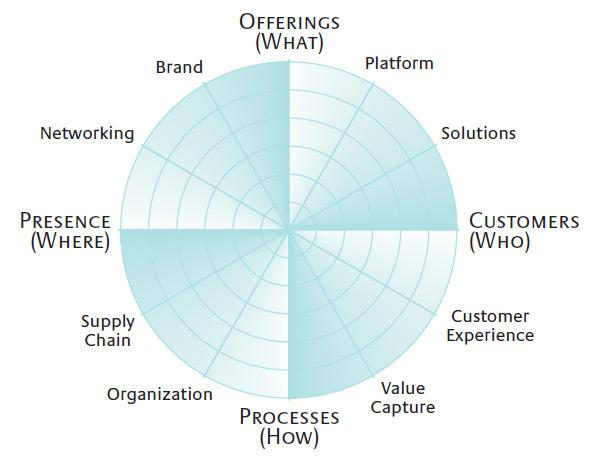 OFFERINGS
(WHAT)
Brand
Platform
Networking
Solutions
PRESENCE
(WHERE)
CUSTOMERS
(WHO)
Supply
Chain
Customer
Experience
Organization
Value
Capture
PROCESSES
(HOW)